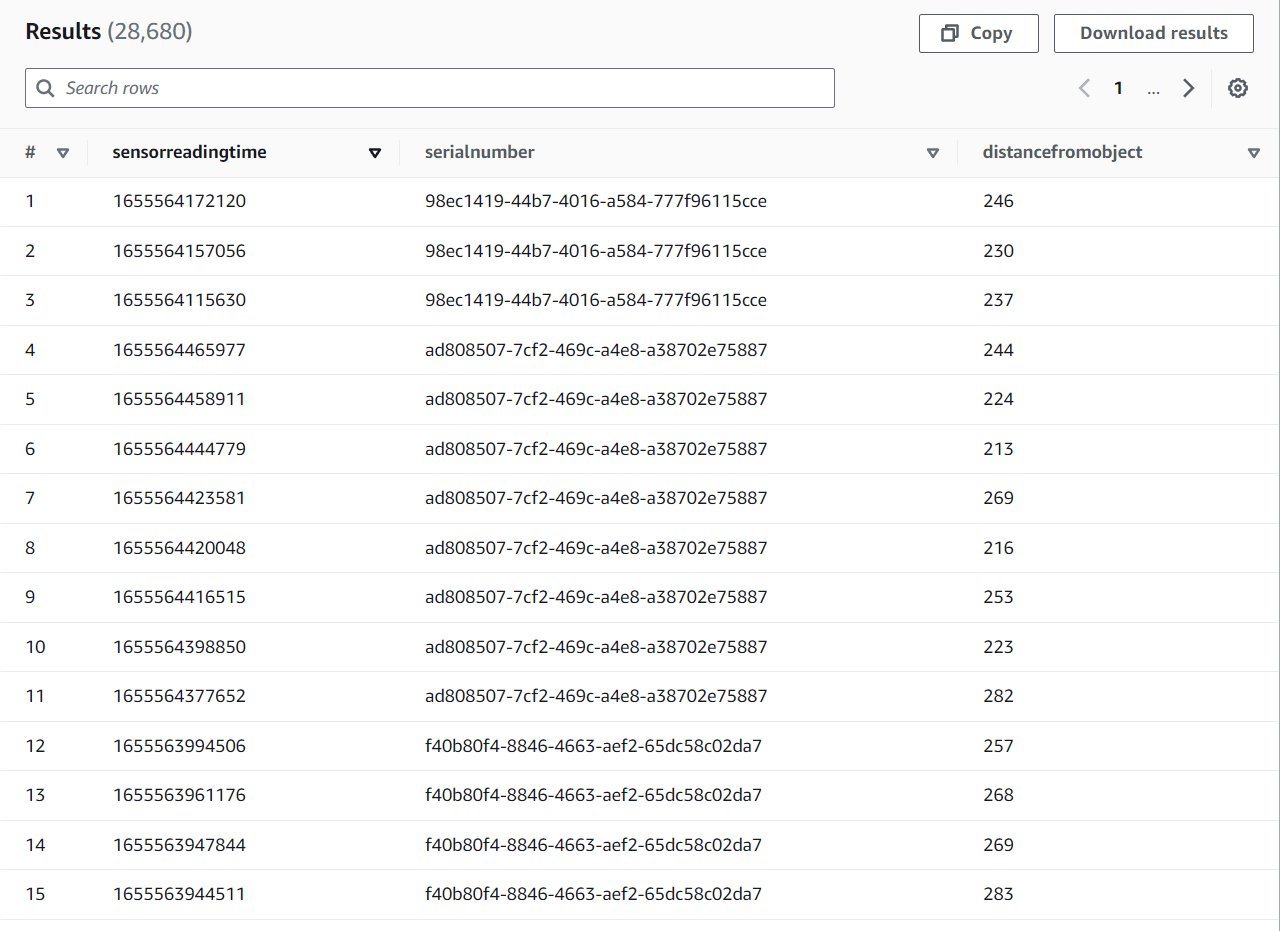 Results (28,680) Copy Download results
Search rows 1 ...
# sensorreadingtime serialnumber distancefromobject
1 1655564172120 98ec1419-44b7-4016-a584-777f96115cce 246
2 1655564157056 98ec1419-44b7-4016-a584-777f96115cce 230
3 1655564115630 98ec1419-44b7-4016-a584-777f96115cce 237
4 1655564465977 ad808507-7cf2-469c-a4e8-a38702e75887 244
5 1655564458911 ad808507-7cf2-469c-a4e8-a38702e75887 224
6 1655564444779 ad808507-7cf2-469c-a4e8-a38702e75887 213
7 1655564423581 ad808507-7cf2-469c-a4e8-a38702e75887 269
8 1655564420048 ad808507-7cf2-469c-a4e8-a38702e75887 216
9 1655564416515 ad808507-7cf2-469c-a4e8-a38702e75887 253
10 1655564398850 ad808507-7cf2-469c-a4e8-a38702e75887 223
11 1655564377652 ad808507-7cf2-469c-a4e8-a38702e75887 282
12 1655563994506 f40b80f4-8846-4663-aef2-65dc58c02da7 257
13 1655563961176 f40b80f4-8846-4663-aef2-65dc58c02da7 268
14 1655563947844 f40b80f4-8846-4663-aef2-65dc58c02da7 269
15 1655563944511 f40b80f4-8846-4663-aef2-65dc58c02da7 283